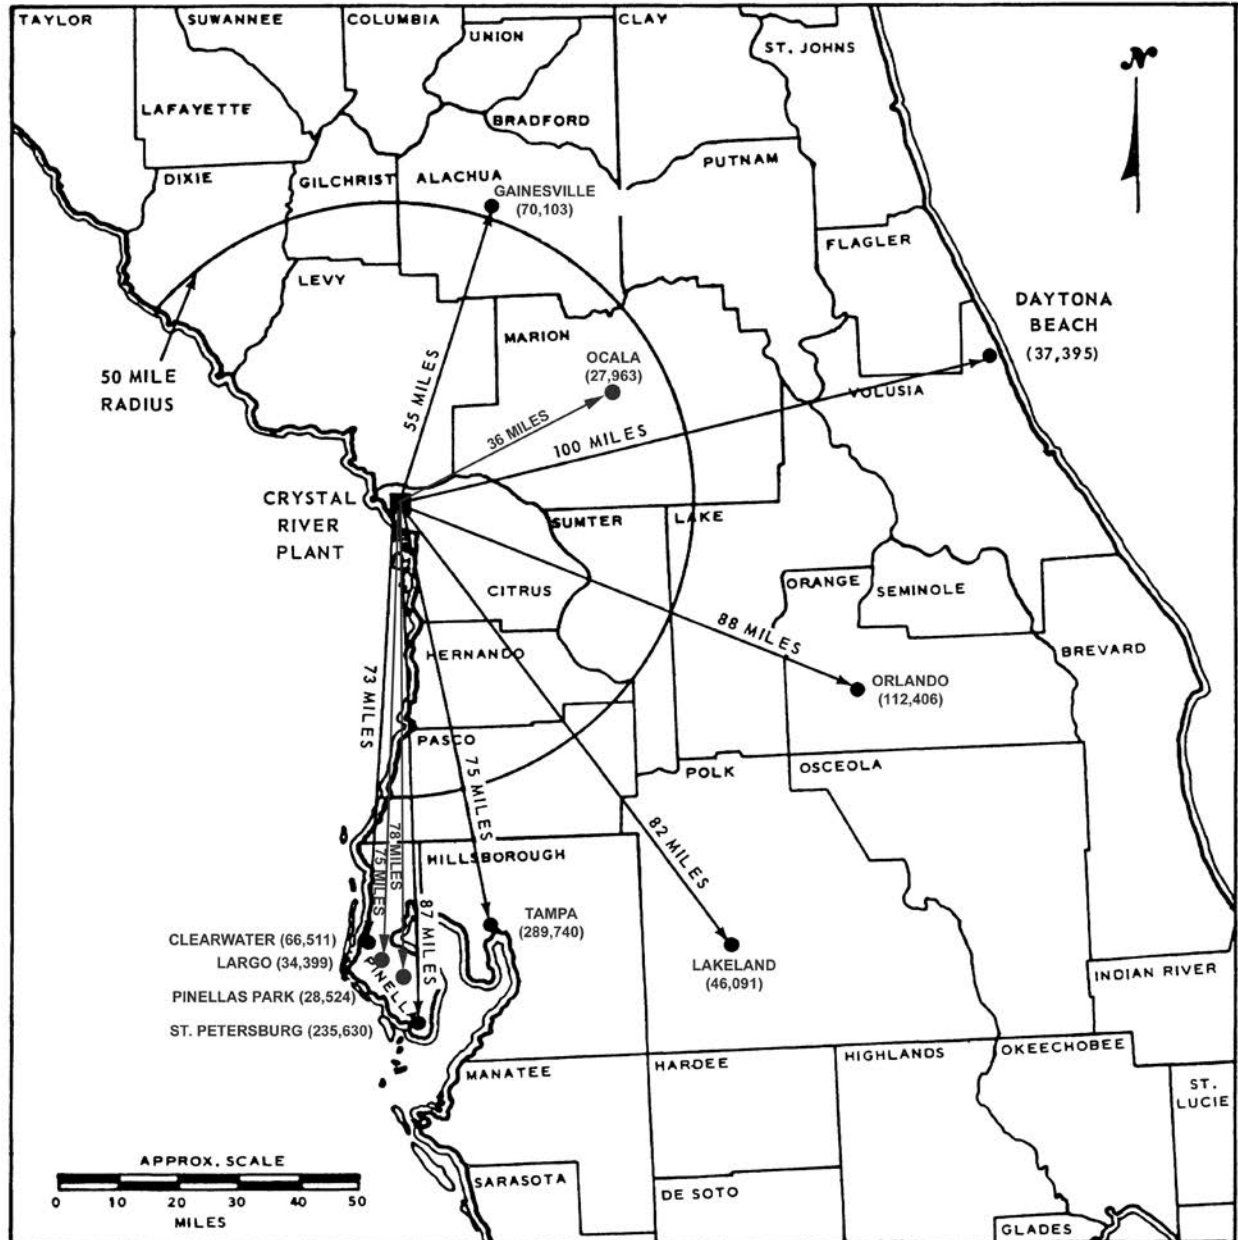 TAYLOR
SUWANNEE
COLUMBIA
UNION
CLAY
ST. JOHNS
N
LAFAYETTE
BRADFORD
PUTNAM
DIXIE
GILCHRIST
ALACHUA
GAINESVILLE
(70,103)
FLAGLER
LEVY
DAYTONA
BEACH
(37,395)
MARION
OCALA
(27,963)
50 MILE
RADIUS
55 MILES
36 MILES
100 MILES
VOLUSIA
CRYSTAL
RIVER
PLANT
SUMTER
LAKE
CITRUS
ORANGE
SEMINOLE
88 MILES
HERNANDO
BREVARD
ORLANDO
(112,406)
73 MILES
PASCO
75 MILES
POLK
OSCEOLA
82 MILES
78 MILES
75 MILES
HILLSBOROUGH
87 MILES
TAMPA
(289,740)
CLEARWATER (66,511)
LARGO (34,399)
PINELL
LAKELAND
(46,091)
INDIAN RIVER
PINELLAS PARK (28,524)
ST. PETERSBURG (235,630)
MANATEE
HARDEE
HIGHLANDS
OKEECHOBEE
ST.
LUCIE
APPROX. SCALE
0 10 20 30 40 50
MILES
SARASOTA
DE SOTO
GLADES